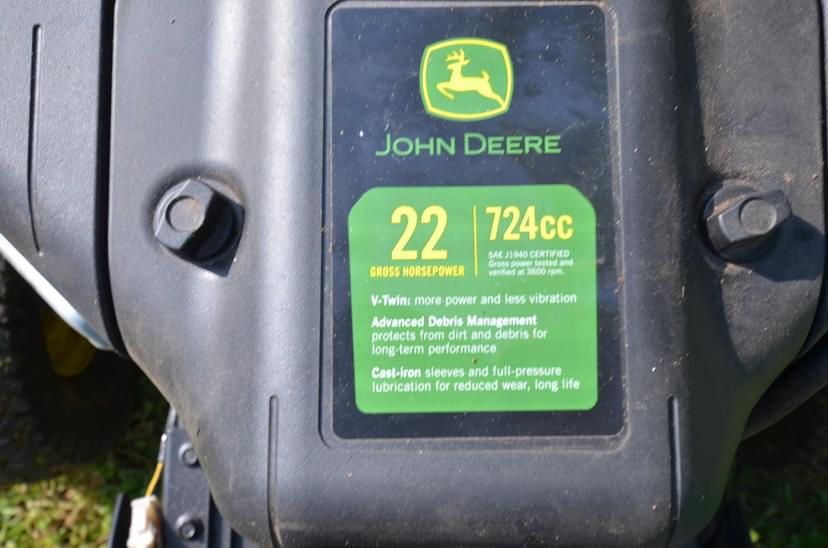 JOHN DEERE
22
GROSS HORSEPOWER
724cc
SAE J1940 CERTIFIED
Gross power tested and
verified at 3600 rpm.
V-Twin: more power and less vibration
Advanced Debris Management
protects from dirt and debris for
long-term performance
Cast-iron sleeves and full-pressure
lubrication for reduced wear, long life